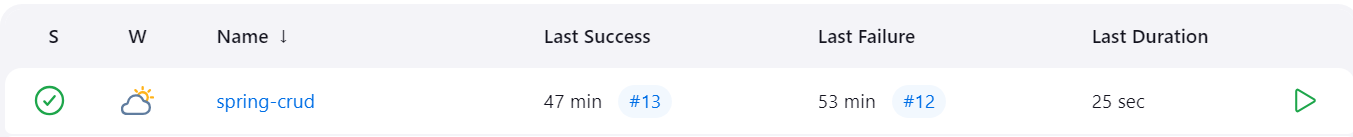 S W Name ↓ Last Success Last Failure Last Duration
spring-crud 47 min #13 53 min #12 25 sec